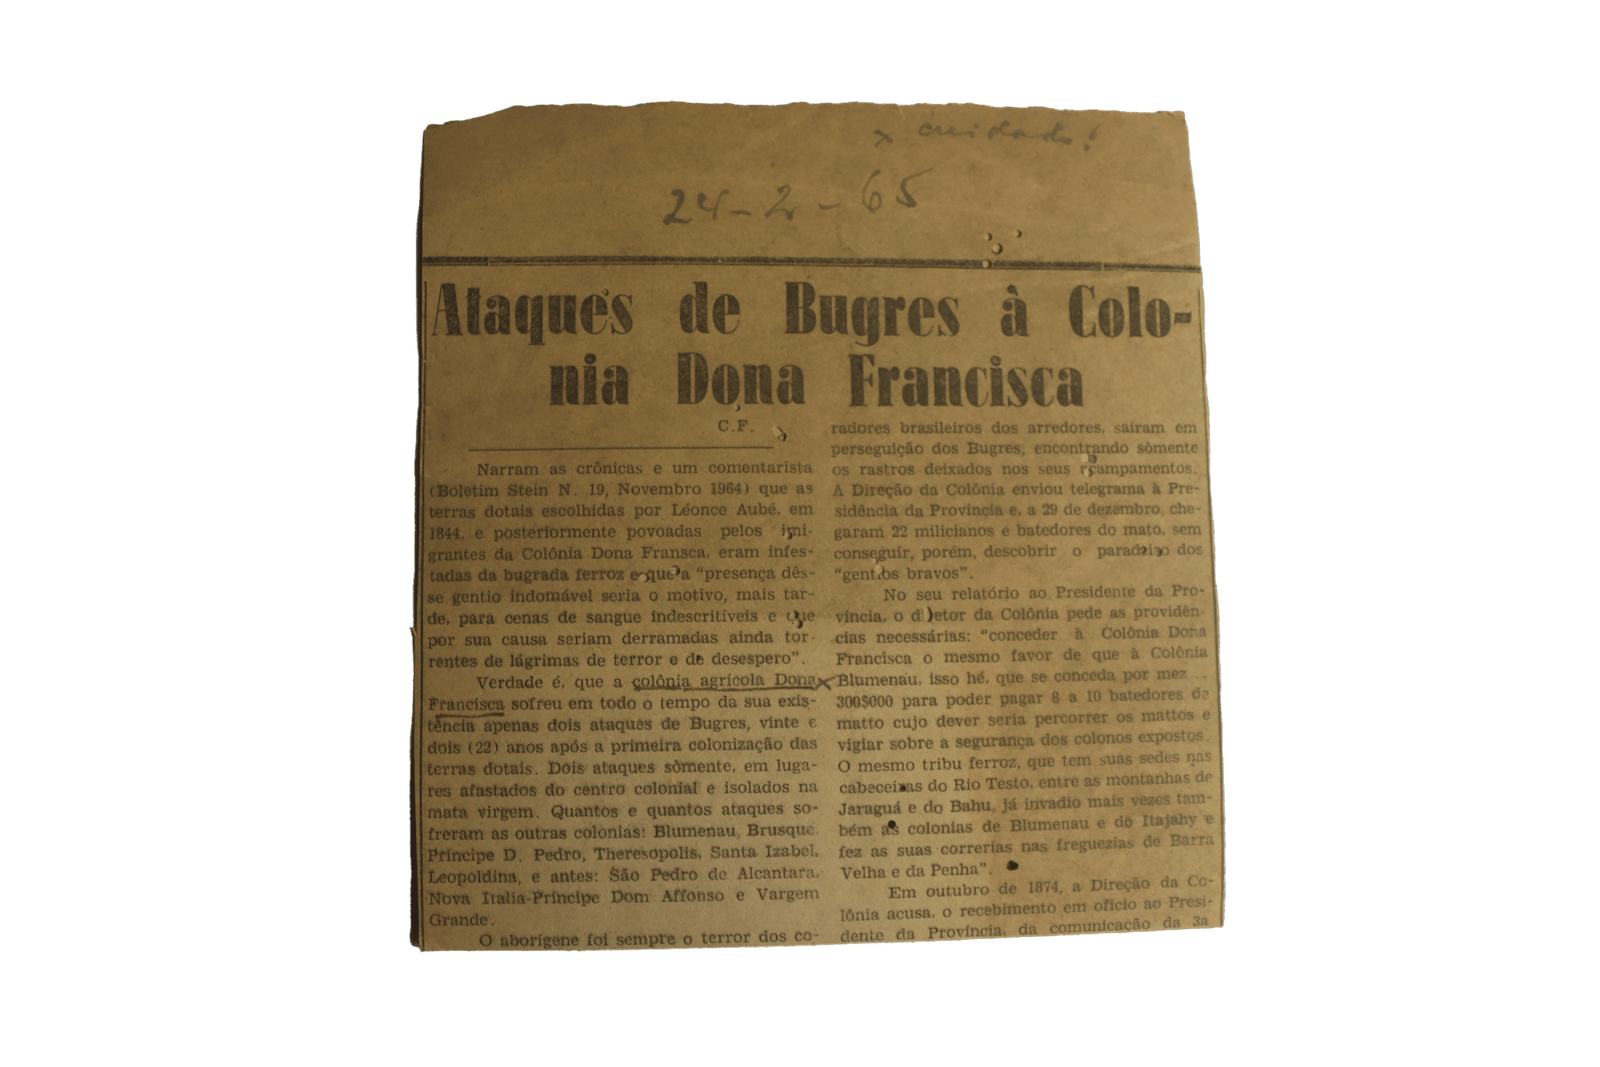 x cuidado!
24-2-65
Ataques de Bugres à Colo-
nia Dona Francisca
C.F.
Narram as crônicas e um comentarista
(Boletim Stein N. 19, Novembro 1964) que as
terras dotais escolhidas por Léonce Aubé, em
1844, e posteriormente povoadas pelos imi-
grantes da Colônia Dona Fransca, eram infes-
tadas da bugrada feroz e que a "presença dês-
se gentio indomável seria o motivo, mais tar-
de, para cenas de sangue indescritíveis e que
por sua causa seriam derramadas ainda tor-
rentes de lágrimas de terror e de desespero".
Verdade é, que a colônia agrícola Dona
Francisca sofreu em todo o tempo da sua exis-
tência apenas dois ataques de Bugres, vinte e
dois (22) anos após a primeira colonização das
terras dotais. Dois ataques sòmente, em luga-
res afastados do centro colonial e isolados na
mata virgem. Quantos e quantos ataques so-
freram as outras colonias: Blumenau, Brusque
Príncipe D. Pedro, Theresopolis, Santa Izabel,
Leopoldina, e antes: São Pedro de Alcantara,
Nova Italia-Príncipe Dom Affonso e Vargem
Grande.
O aborígene foi sempre o terror dos co-
radores brasileiros dos arredores, sairam em
perseguição dos Bugres, encontrando sòmente
os rastros deixados nos seus acampamentos.
A Direção da Colônia enviou telegrama à Pre-
sidência da Província e, a 29 de dezembro, che-
garam 22 milicianos e batedores do mato, sem
conseguir, porém, descobrir o paradeiro dos
"gentios bravos".
No seu relatório ao Presidente da Pro-
víncia, o diretor da Colônia pede as providên-
cias necessárias: "conceder à Colônia Dona
Francisca o mesmo favor de que à Colônia
Blumenau, isso hé, que se conceda por mez ..
300$000 para poder pagar 8 a 10 batedores de
matto cujo dever seria percorrer os mattos e
vigiar sobre a segurança dos colonos expostos.
O mesmo tribu feroz, que tem suas sedes nas
cabeceiras do Rio Testo, entre as montanhas de
Jaraguá e do Bahu, já invadio mais vezes tam-
bém as colonias de Blumenau e do Itajahy e
fez as suas correrias nas freguezias de Barra
Velha e da Penha".
Em outubro de 1874, a Direção da Co-
lônia acusa, o recebimento em ofício ao Presi-
dente da Província, da comunicação da 3a